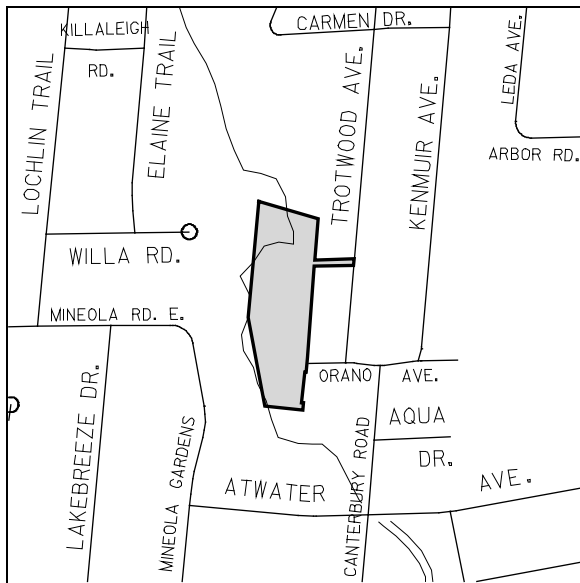 KILLALEIGH
RD.
CARMEN DR.
LOCHLIN TRAIL
ELAINE TRAIL
TROTWOOD AVE.
KENMUIR AVE.
LEDA AVE.
ARBOR RD.
WILLA RD.
MINEOLA RD. E.
ORANO AVE.
LAKEBREEZE DR.
MINEOLA GARDENS
CANTERBURY ROAD
AQUA
DR.
ATWATER AVE.